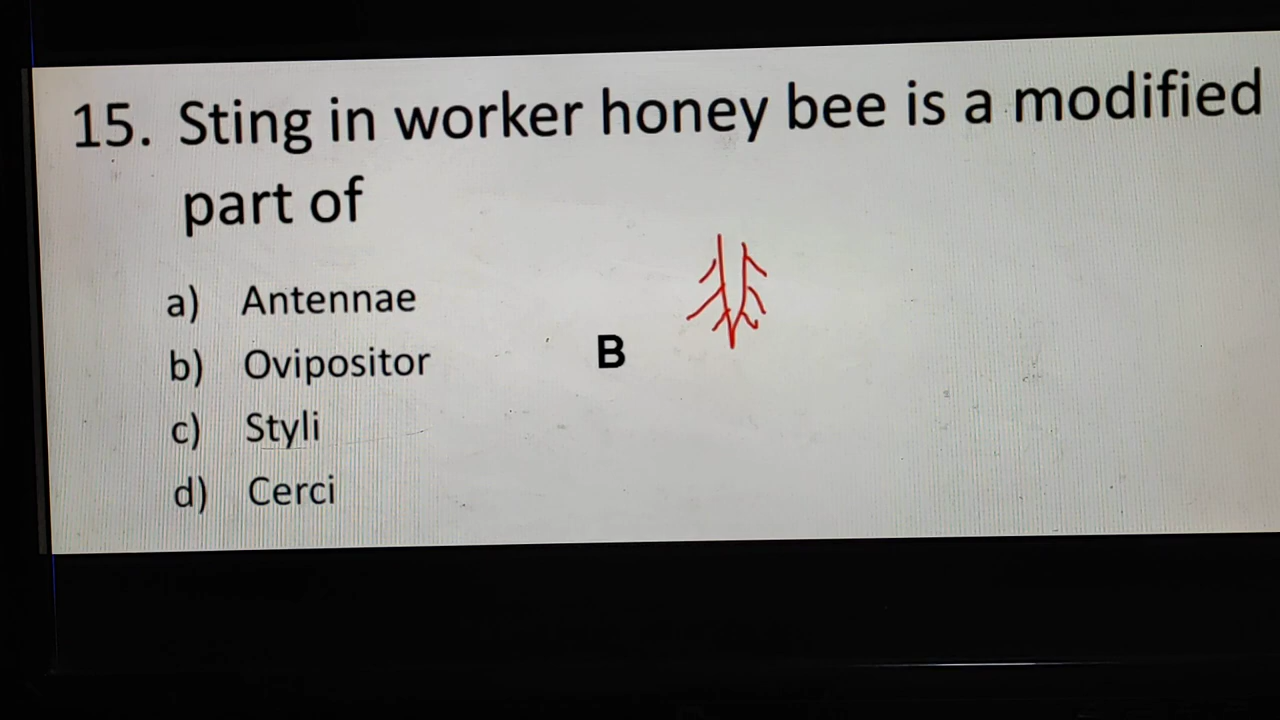 15. Sting in worker honey bee is a modified
part of
a) Antennae
b) Ovipositor
B
c) Styli
d) Cerci